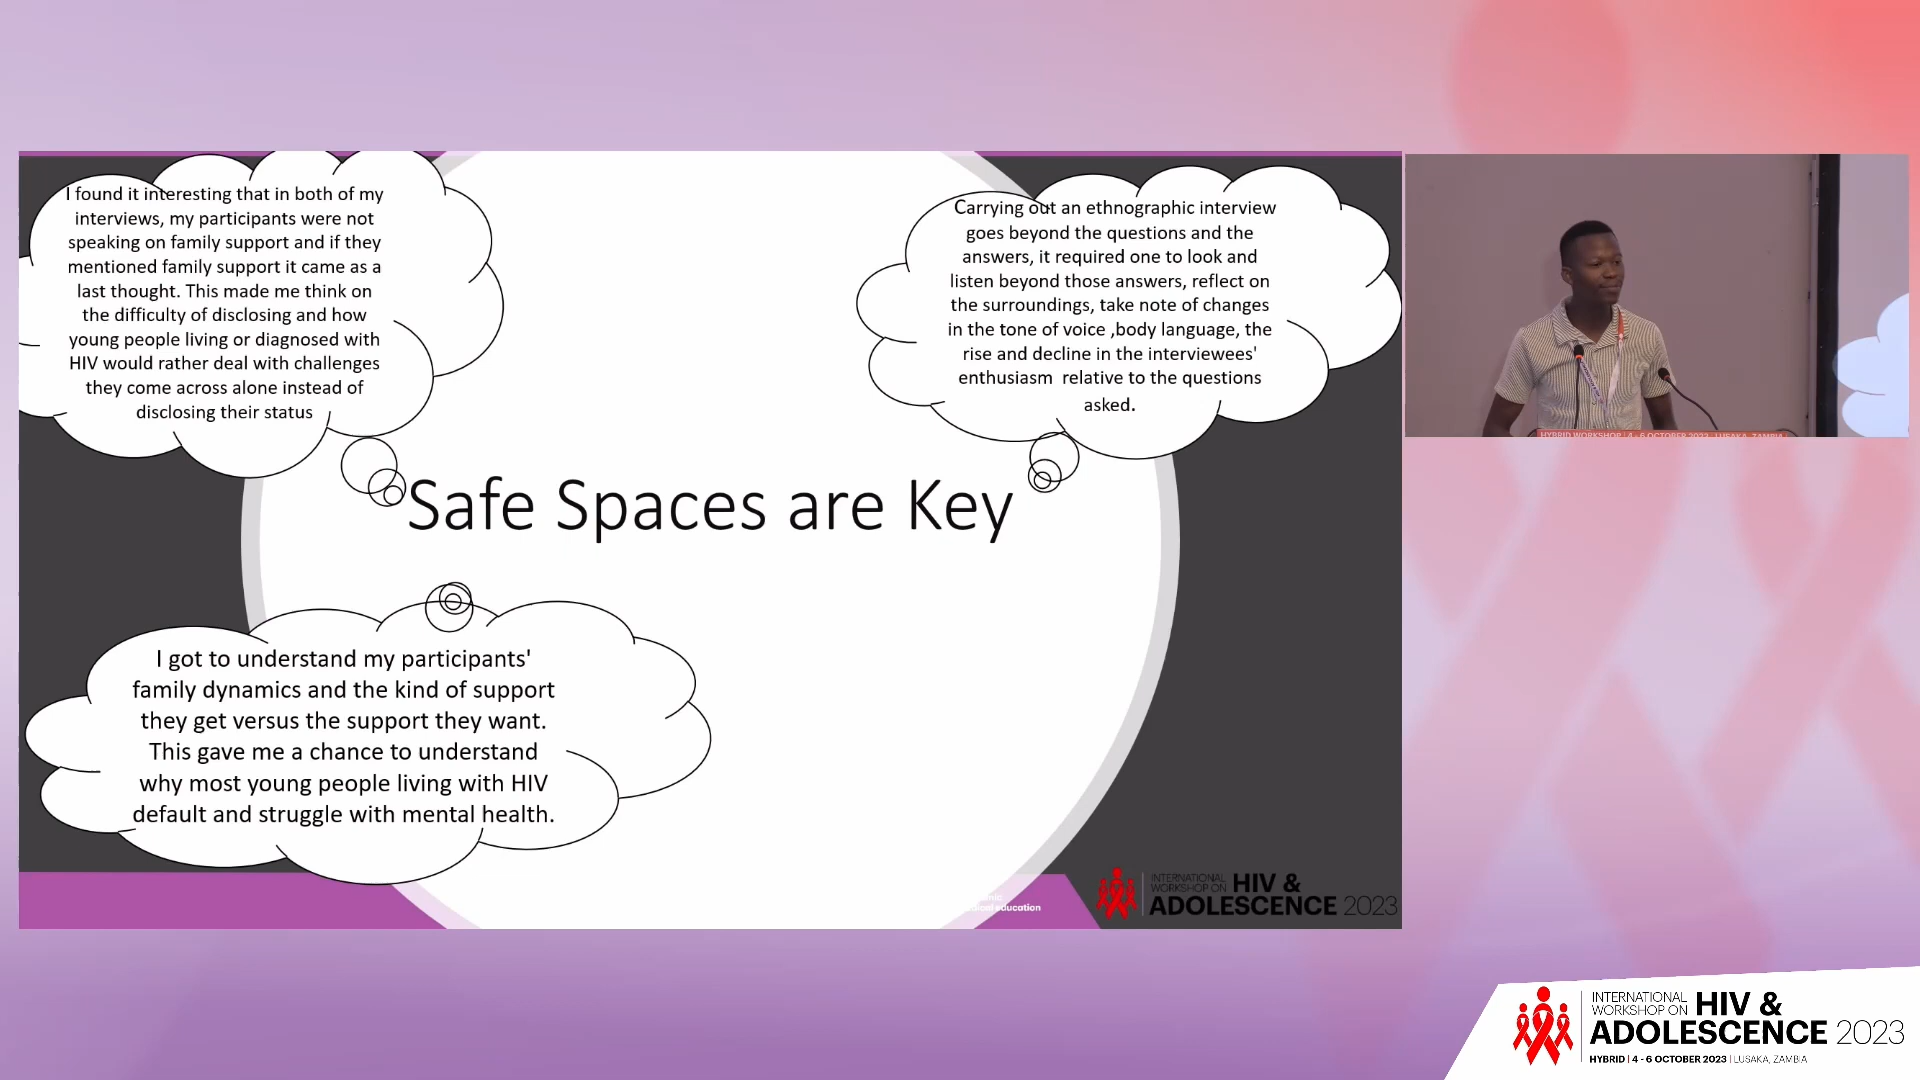 I found it interesting that in both of my
interviews, my participants were not
speaking on family support and if they
mentioned family support it came as a
last thought. This made me think on
the difficulty of disclosing and how
young people living or diagnosed with
HIV would rather deal with challenges
they come across alone instead of
disclosing their status
Carrying out an ethnographic interview
goes beyond the questions and the
answers, it required one to look and
listen beyond those answers, reflect on
the surroundings, take note of changes
in the tone of voice ,body language, the
rise and decline in the interviewees'
enthusiasm relative to the questions
asked.
Safe Spaces are Key
I got to understand my participants'
family dynamics and the kind of support
they get versus the support they want.
This gave me a chance to understand
why most young people living with HIV
default and struggle with mental health.
education
INTERNATIONAL
WORKSHOP ON HIV &
ADOLESCENCE 2023
HYBRID WORKSHOP | 4 - 6 OCTOBER 2023 | LUSAKA, ZAMBIA
INTERNATIONAL
WORKSHOP ON HIV &
ADOLESCENCE 2023
HYBRID | 4 - 6 OCTOBER 2023 | LUSAKA, ZAMBIA